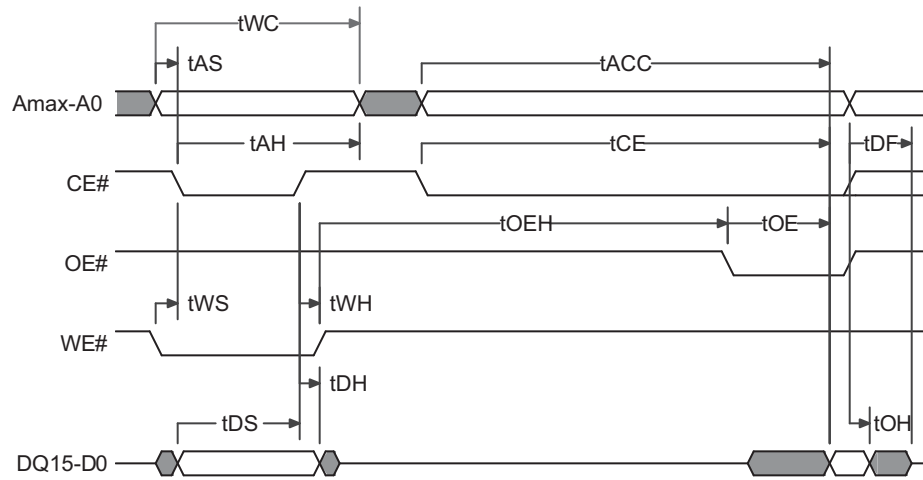 tWC
tAS
tACC
Amax-A0
tAH
tCE
tDF
CE#
tOEH
tOE
OE#
tWS
tWH
WE#
tDH
tDS
tOH
DQ15-D0